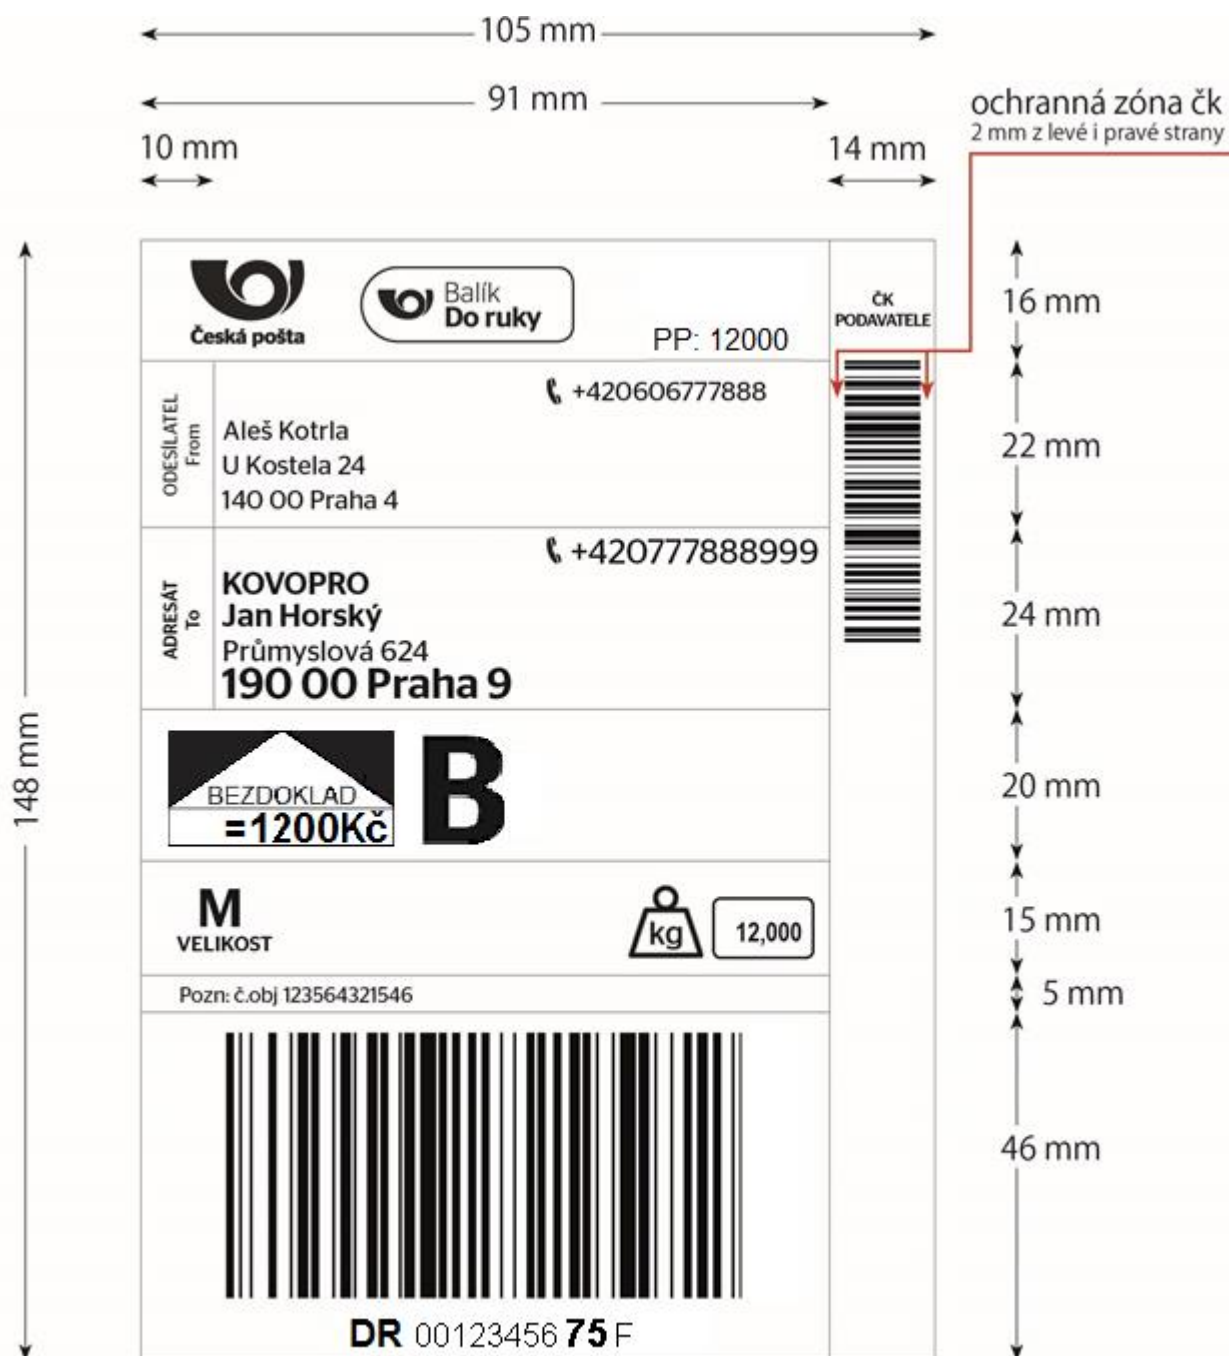 105 mm
91 mm
ochranná zóna čk
2 mm z levé i pravé strany
10 mm
14 mm
148 mm
Česká pošta
Balík
Do ruky
PP: 12000
ČK
PODAVATELE
16 mm
ODESÍLATEL
From
+420606777888
Aleš Kotrla
U Kostela 24
140 00 Praha 4
22 mm
ADRESÁT
To
+420777888999
KOVOPRO
Jan Horský
Průmyslová 624
190 00 Praha 9
24 mm
BEZDOKLAD
=1200Kč
B
20 mm
M
VELIKOST
kg
12,000
15 mm
Pozn: č.obj 123564321546
5 mm
46 mm
DR 00123456 75 F